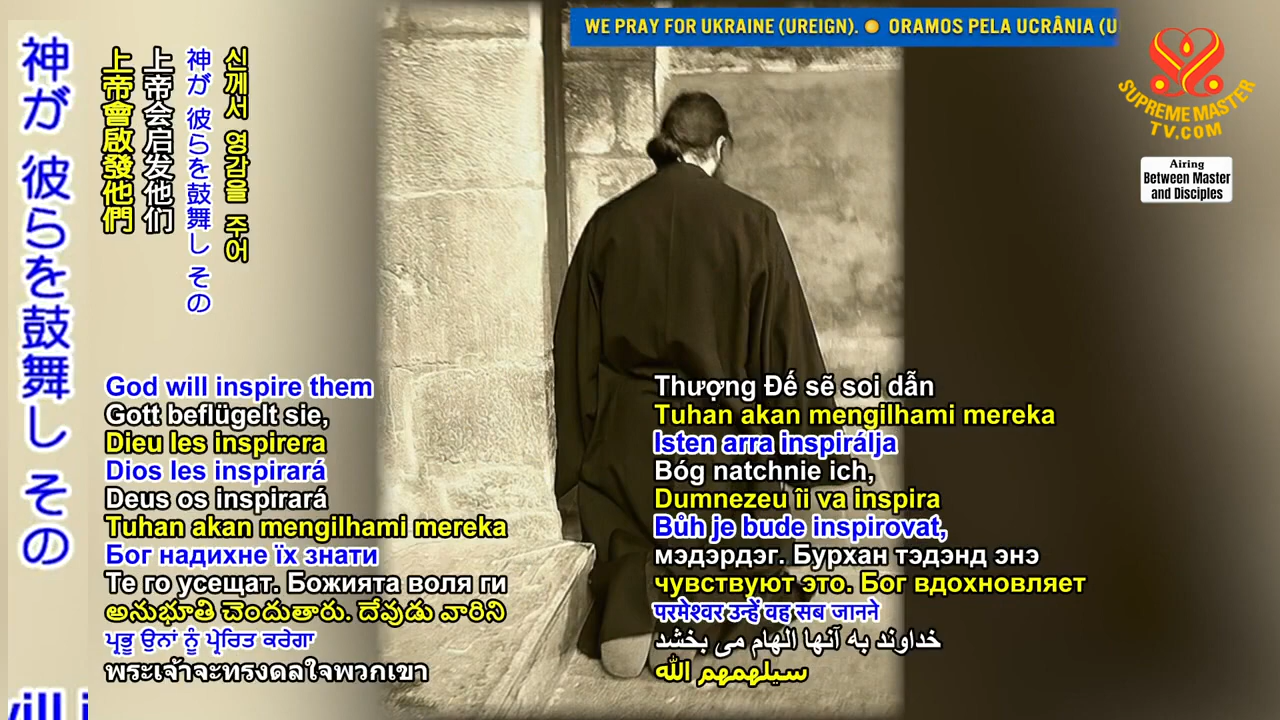 WE PRAY FOR UKRAINE (UREIGN). ORAMOS PELA UCRÂNIA (U
SUPREME MASTER
TV.COM
Airing
Between Master
and Disciples
神が 彼らを鼓舞し その
上帝會啟發他們
上帝会启发他们
神が 彼らを鼓舞し その
신께서 영감을 주어
God will inspire them
Gott beflügelt sie,
Dieu les inspirera
Dios les inspirará
Deus os inspirará
Tuhan akan mengilhami mereka
Бог надихне їх знати
Те го усещат. Божията воля ги
అనుభూతి చెందుతారు. దేవుడు వారిని
ਪ੍ਰਭੂ ਉਨਾਂ ਨੂੰ ਪ੍ਰੇਰਿਤ ਕਰੇਗਾ
พระเจ้าจะทรงดลใจพวกเขา
Thượng Đế sẽ soi dẫn
Tuhan akan mengilhami mereka
Isten arra inspirálja
Bóg natchnie ich,
Dumnezeu îi va inspira
Bůh je bude inspirovat,
мэдэрдэг. Бурхан тэдэнд энэ
чувствуют это. Бог вдохновляет
परमेश्वर उन्हें वह सब जानने
خداوند به آنها الهام می بخشد
سيلهمهم الله